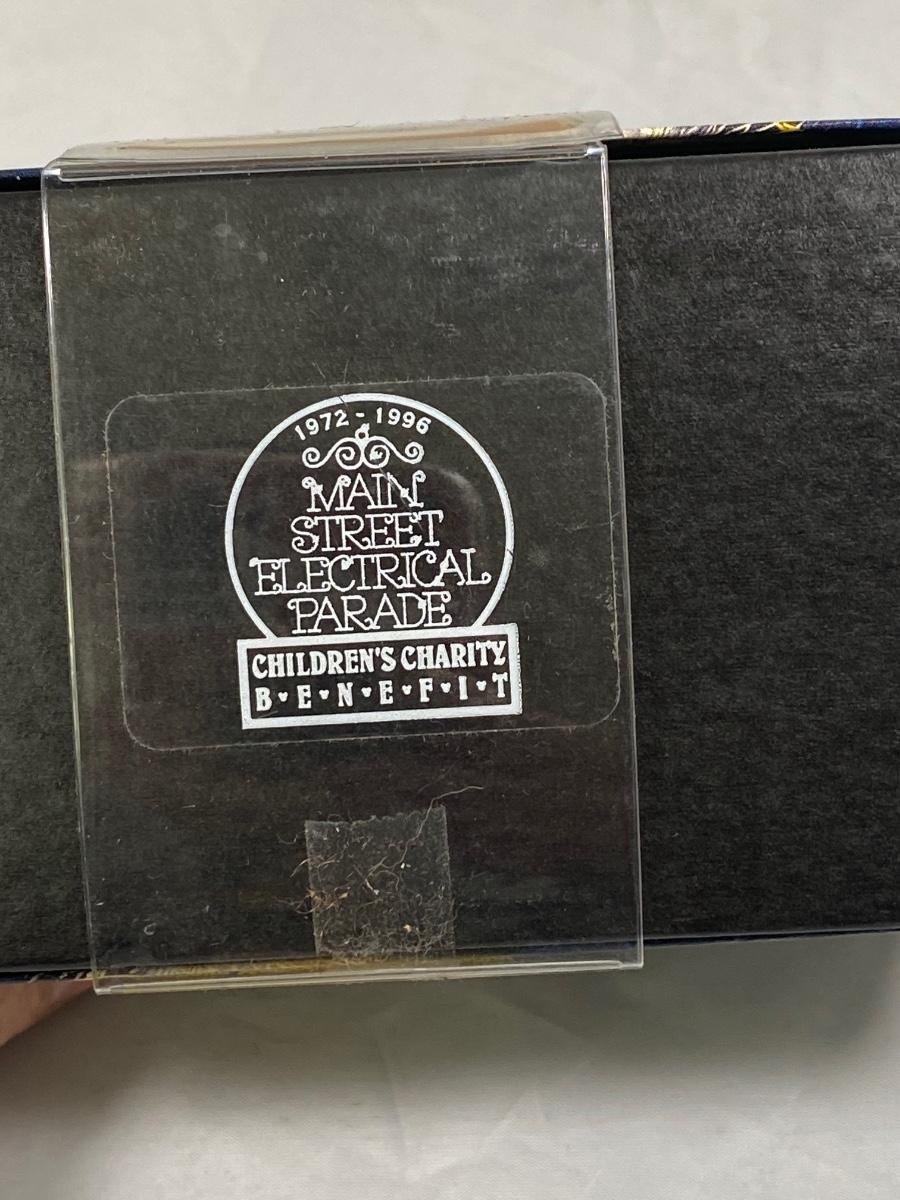 1972 - 1996
MAIN
STREET
ELECTRICAL
PARADE
CHILDREN'S CHARITY
B•E•N•E•F•I•T